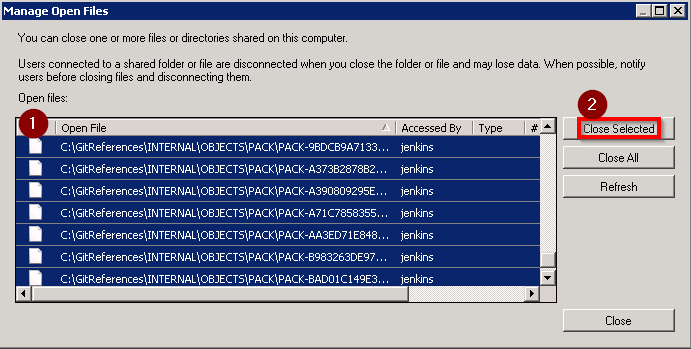 Manage Open Files
You can close one or more files or directories shared on this computer.
Users connected to a shared folder or file are disconnected when you close the folder or file and may lose data. When possible, notify
users before closing files and disconnecting them.
Open files:
1
2
Open File Accessed By Type #
Close Selected
C:\GitReferences\INTERNAL\OBJECTS\PACK\PACK-9BDCB9A7133... jenkins
Close All
C:\GitReferences\INTERNAL\OBJECTS\PACK\PACK-A373B2878B2... jenkins
C:\GitReferences\INTERNAL\OBJECTS\PACK\PACK-A390809295E... jenkins
Refresh
C:\GitReferences\INTERNAL\OBJECTS\PACK\PACK-A71C7858355... jenkins
C:\GitReferences\INTERNAL\OBJECTS\PACK\PACK-AA3ED71E848... jenkins
C:\GitReferences\INTERNAL\OBJECTS\PACK\PACK-B983263DE97... jenkins
C:\GitReferences\INTERNAL\OBJECTS\PACK\PACK-BAD01C149E3... jenkins
Close